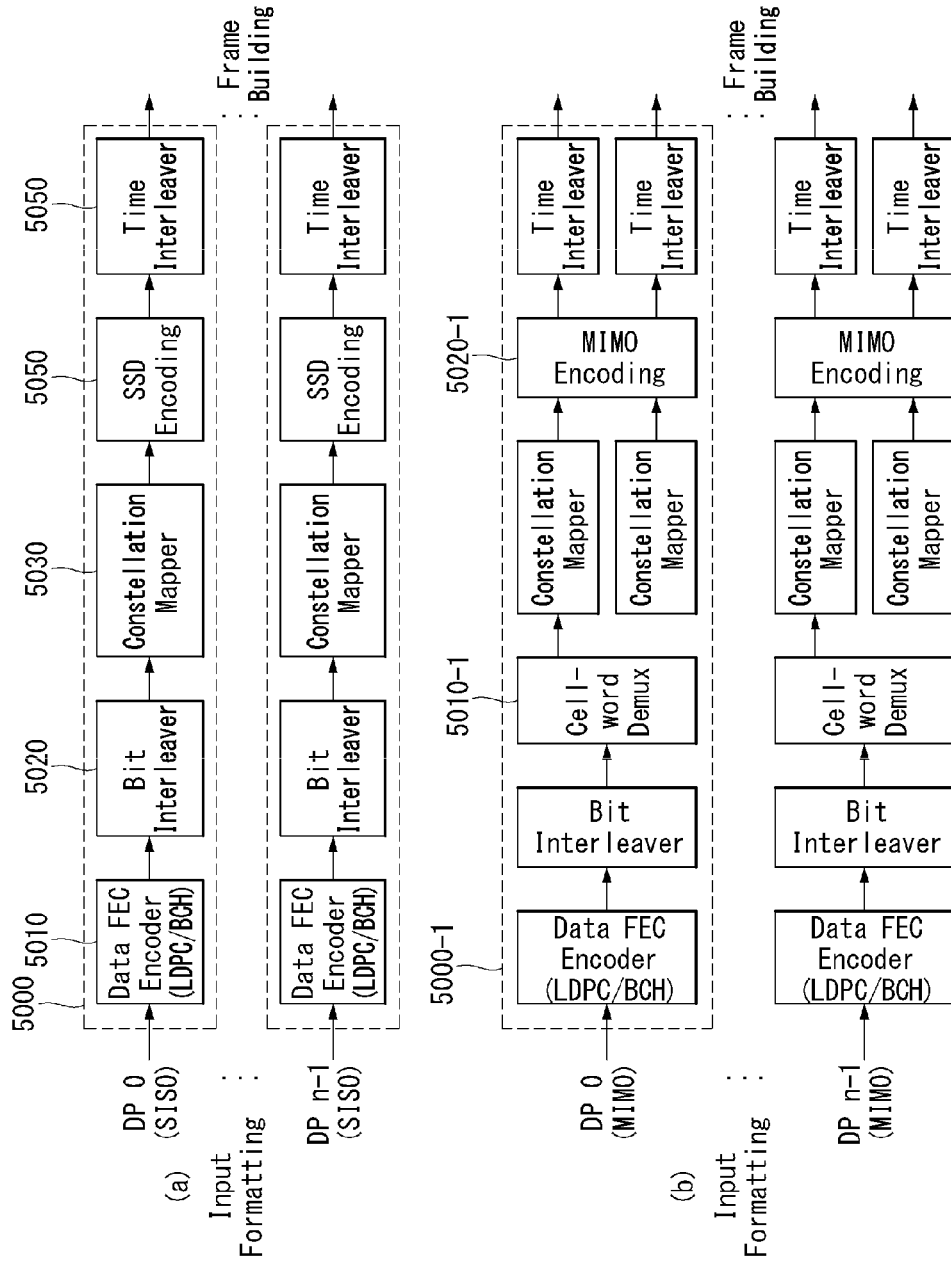 (a)
Input
Formatting
DP 0
(SISO)
5000
5010
Data FEC
Encoder
(LDPC/BCH)
5020
Bit
Interleaver
5030
Constellation
Mapper
5050
SSD
Encoding
5050
Time
Interleaver
...
...
Frame
Building
DP n-1
(SISO)
Data FEC
Encoder
(LDPC/BCH)
Bit
Interleaver
Constellation
Mapper
SSD
Encoding
Time
Interleaver
(b)
Input
Formatting
DP 0
(MIMO)
5000-1
Data FEC
Encoder
(LDPC/BCH)
Bit
Interleaver
5010-1
Cell-
word
Demux
Constellation
Mapper
Constellation
Mapper
5020-1
MIMO
Encoding
Time
Interleaver
Time
Interleaver
...
...
Frame
Building
DP n-1
(MIMO)
Data FEC
Encoder
(LDPC/BCH)
Bit
Interleaver
Cell-
word
Demux
Constellation
Mapper
Constellation
Mapper
MIMO
Encoding
Time
Interleaver
Time
Interleaver